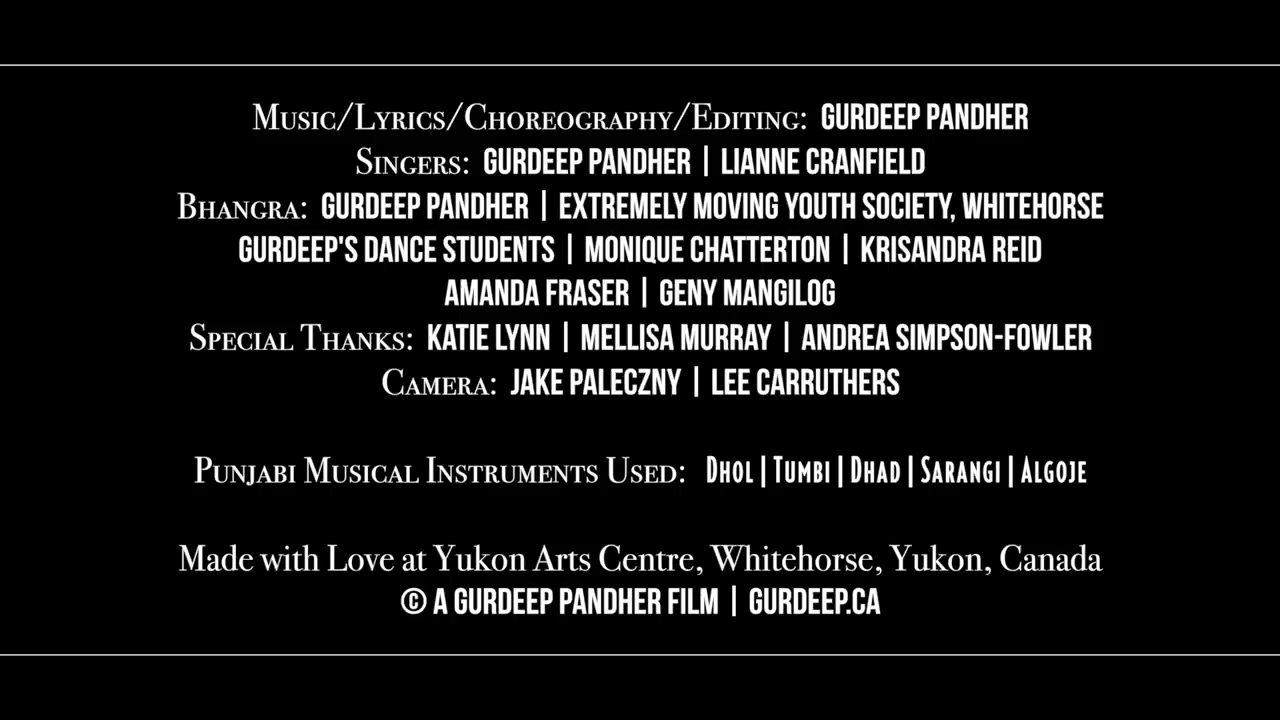 Music/Lyrics/Choreography/Editing: GURDEEP PANDHER
Singers: GURDEEP PANDHER | LIANNE CRANFIELD
Bhangra: GURDEEP PANDHER | EXTREMELY MOVING YOUTH SOCIETY, WHITEHORSE
GURDEEP'S DANCE STUDENTS | MONIQUE CHATTERTON | KRISANDRA REID
AMANDA FRASER | GENY MANGILOG
Special Thanks: KATIE LYNN | MELLISA MURRAY | ANDREA SIMPSON-FOWLER
Camera: JAKE PALECZNY | LEE CARRUTHERS
Punjabi Musical Instruments Used: Dhol | Tumbi | Dhad | Sarangi | Algoje
Made with Love at Yukon Arts Centre, Whitehorse, Yukon, Canada
© A GURDEEP PANDHER FILM | GURDEEP.CA